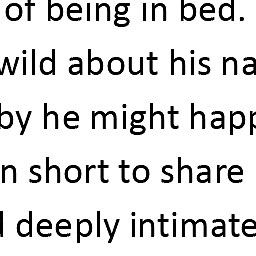 of being in bed.
wild about his na
by he might happ
n short to share
d deeply intimate